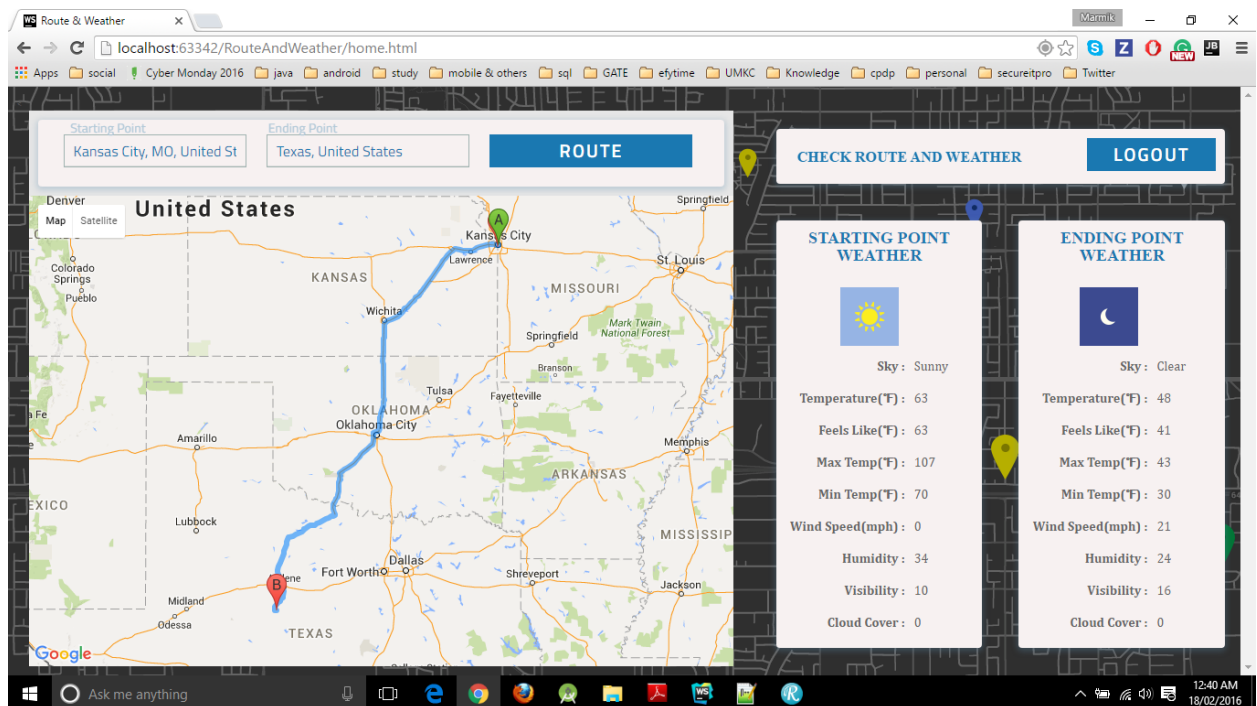 Route & Weather
Marmik
localhost:63342/RouteAndWeather/home.html
NEW
Apps social Cyber Monday 2016 java android study mobile & others sql GATE efytime UMKC Knowledge cpdp personal secureitpro Twitter
Starting Point
Ending Point
Kansas City, MO, United St
Texas, United States
ROUTE
CHECK ROUTE AND WEATHER
LOGOUT
Map Satellite
Denver
United States
Springfield
Kansas City
A
Lawrence
St. Louis
Colorado
Springs
Pueblo
KANSAS
MISSOURI
Wichita
Mark Twain
National Forest
Springfield
Branson
Tulsa
Fayetteville
OKLAHOMA
Oklahoma City
Amarillo
Memphis
ARKANSAS
EXICO
Lubbock
MISSISSIP
Dallas
Fort Worth
Shreveport
Jackson
B
lene
Midland
Odessa
TEXAS
Google
STARTING POINT
WEATHER
Sky : Sunny
Temperature(°F) : 63
Feels Like(°F) : 63
Max Temp(°F) : 107
Min Temp(°F) : 70
Wind Speed(mph) : 0
Humidity : 34
Visibility : 10
Cloud Cover : 0
ENDING POINT
WEATHER
Sky : Clear
Temperature(°F) : 48
Feels Like(°F) : 41
Max Temp(°F) : 43
Min Temp(°F) : 30
Wind Speed(mph) : 21
Humidity : 24
Visibility : 16
Cloud Cover : 0
Ask me anything
12:40 AM
18/02/2016